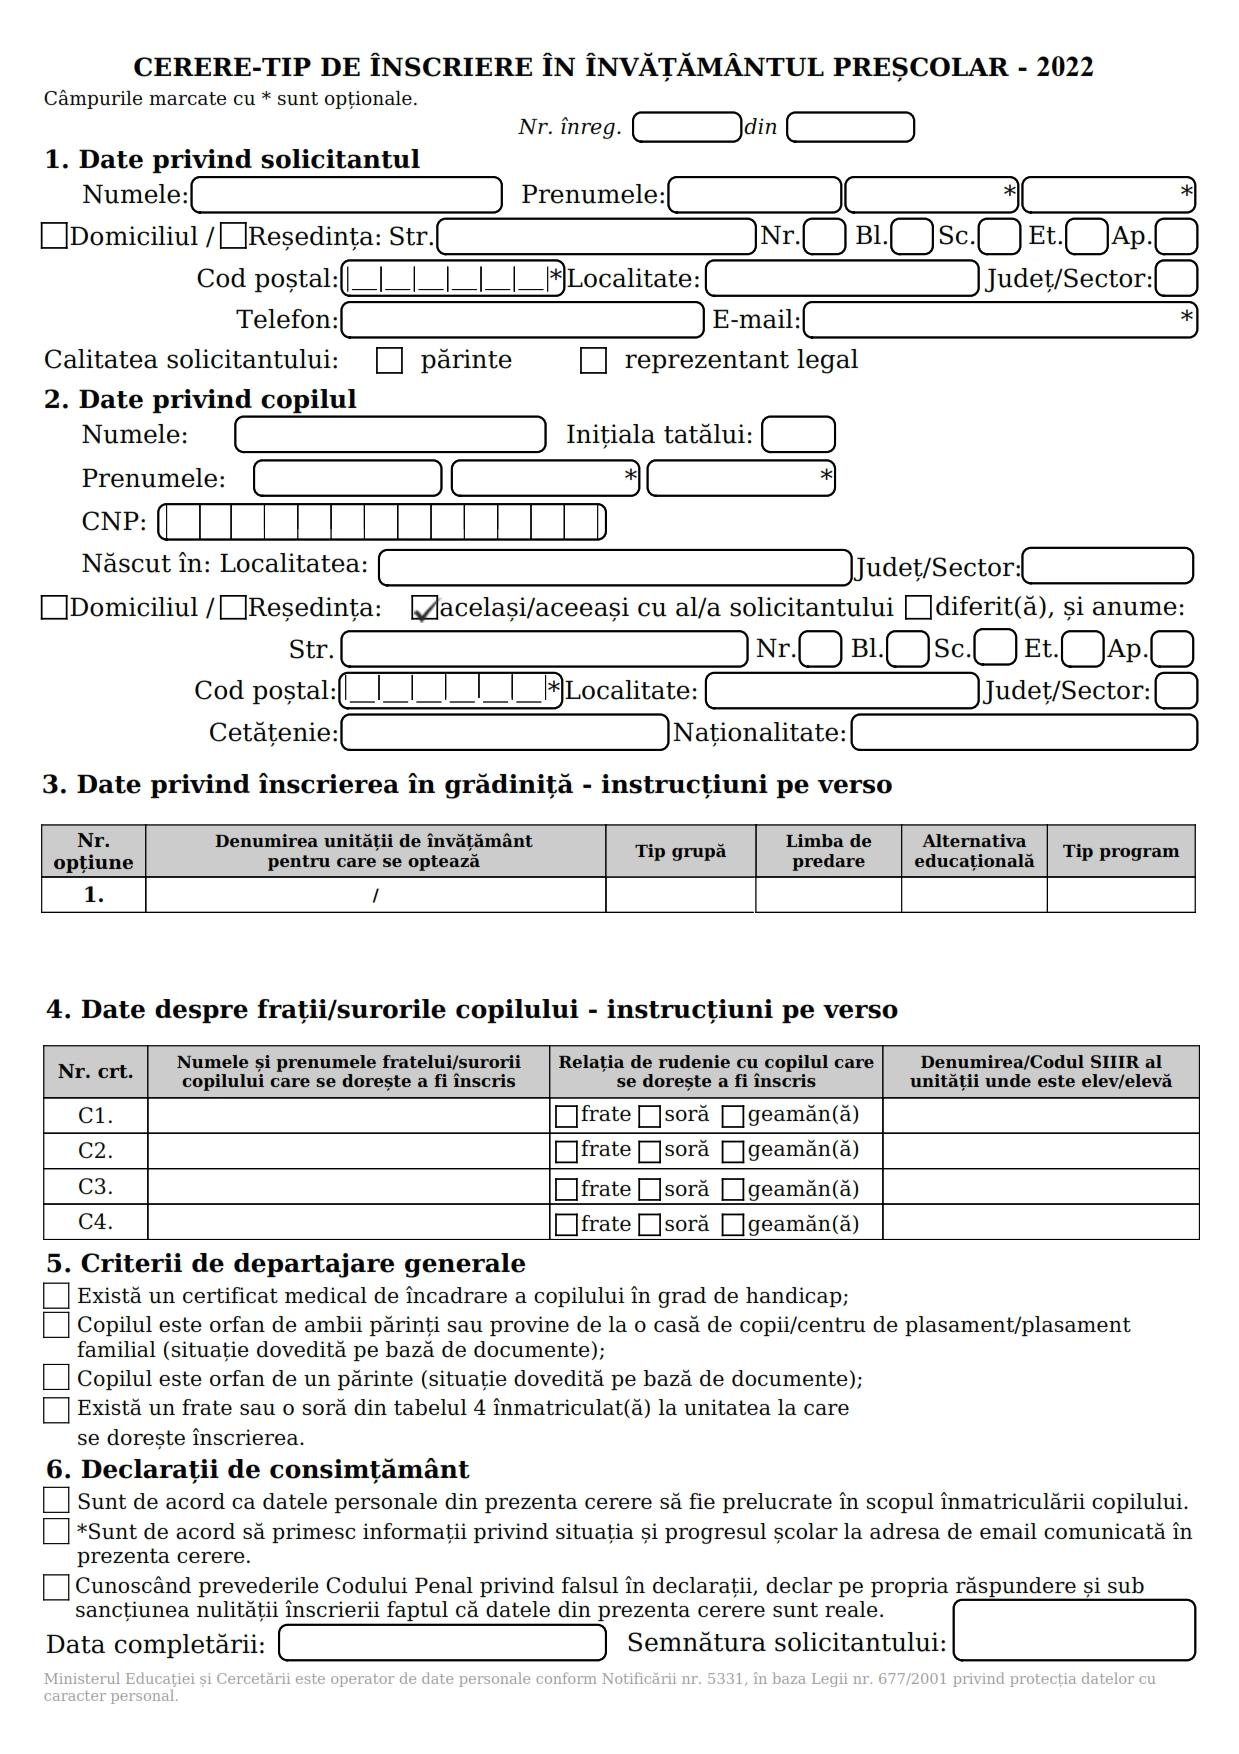 CERERE-TIP DE ÎNSCRIERE ÎN ÎNVĂȚĂMÂNTUL PREȘCOLAR - 2022
Câmpurile marcate cu * sunt opționale.
Nr. înreg. din
1. Date privind solicitantul
Numele: Prenumele: * *
Domiciliul / Reședința: Str. Nr. Bl. Sc. Et. Ap.
Cod poștal: * Localitate: Județ/Sector:
Telefon: E-mail: *
Calitatea solicitantului: părinte reprezentant legal
2. Date privind copilul
Numele: Inițiala tatălui:
Prenumele: * *
CNP:
Născut în: Localitatea: Județ/Sector:
Domiciliul / Reședința: același/aceeași cu al/a solicitantului diferit(ă), și anume:
Str. Nr. Bl. Sc. Et. Ap.
Cod poștal: * Localitate: Județ/Sector:
Cetățenie: Naționalitate:
3. Date privind înscrierea în grădiniță - instrucțiuni pe verso
Nr. opțiune Denumirea unității de învățământ pentru care se optează Tip grupă Limba de predare Alternativa educațională Tip program
1. /
4. Date despre frații/surorile copilului - instrucțiuni pe verso
Nr. crt. Numele și prenumele fratelui/surorii copilului care se dorește a fi înscris Relația de rudenie cu copilul care se dorește a fi înscris Denumirea/Codul SIIIR al unității unde este elev/elevă
C1. frate soră geamăn(ă)
C2. frate soră geamăn(ă)
C3. frate soră geamăn(ă)
C4. frate soră geamăn(ă)
5. Criterii de departajare generale
Există un certificat medical de încadrare a copilului în grad de handicap;
Copilul este orfan de ambii părinți sau provine de la o casă de copii/centru de plasament/plasament
familial (situație dovedită pe bază de documente);
Copilul este orfan de un părinte (situație dovedită pe bază de documente);
Există un frate sau o soră din tabelul 4 înmatriculat(ă) la unitatea la care
se dorește înscrierea.
6. Declarații de consimțământ
Sunt de acord ca datele personale din prezenta cerere să fie prelucrate în scopul înmatriculării copilului.
*Sunt de acord să primesc informații privind situația și progresul școlar la adresa de email comunicată în
prezenta cerere.
Cunoscând prevederile Codului Penal privind falsul în declarații, declar pe propria răspundere și sub
sancțiunea nulității înscrierii faptul că datele din prezenta cerere sunt reale.
Data completării: Semnătura solicitantului:
Ministerul Educaţiei și Cercetării este operator de date personale conform Notificării nr. 5331, în baza Legii nr. 677/2001 privind protecția datelor cu
caracter personal.